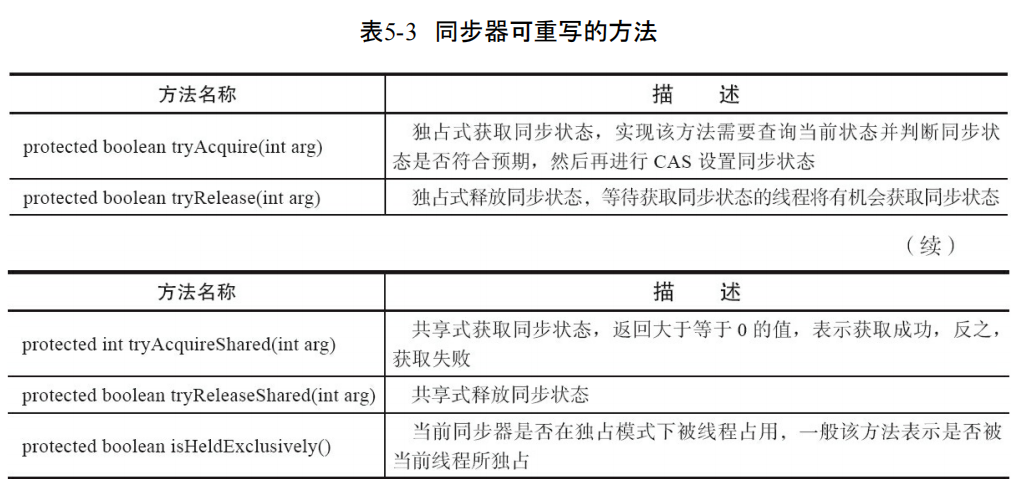 表5-3 同步器可重写的方法
方法名称 描 述
protected boolean tryAcquire(int arg) 独占式获取同步状态，实现该方法需要查询当前状态并判断同步状
态是否符合预期，然后再进行 CAS 设置同步状态
protected boolean tryRelease(int arg) 独占式释放同步状态，等待获取同步状态的线程将有机会获取同步状态
（续）
方法名称 描 述
protected int tryAcquireShared(int arg) 共享式获取同步状态，返回大于等于 0 的值，表示获取成功，反之，
获取失败
protected boolean tryReleaseShared(int arg) 共享式释放同步状态
protected boolean isHeldExclusively() 当前同步器是否在独占模式下被线程占用，一般该方法表示是否被
当前线程所独占